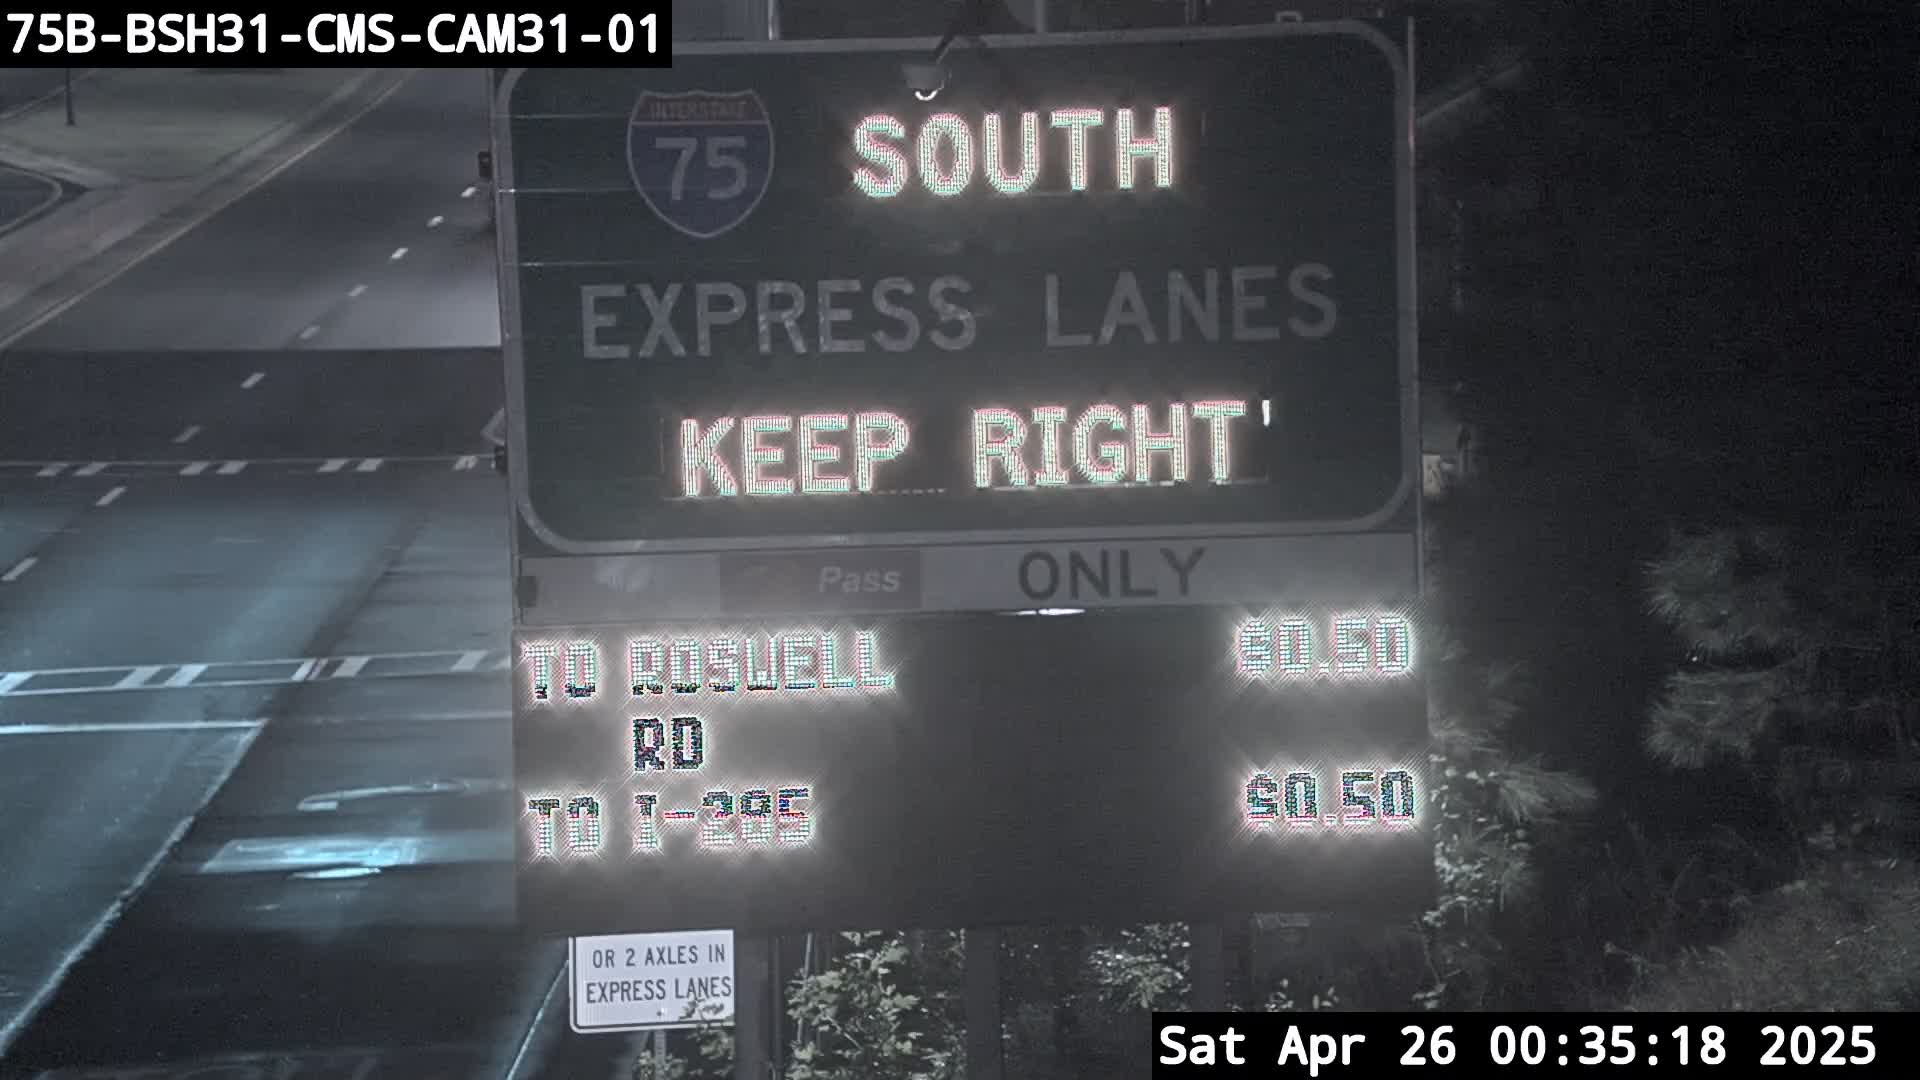 75B-BSH31-CMS-CAM31-01
INTERSTATE
75
SOUTH
EXPRESS LANES
KEEP RIGHT
Pass ONLY
TO ROSWELL $0.50
RD
TO I-285 $0.50
OR 2 AXLES IN
EXPRESS LANES
Sat Apr 26 00:35:18 2025